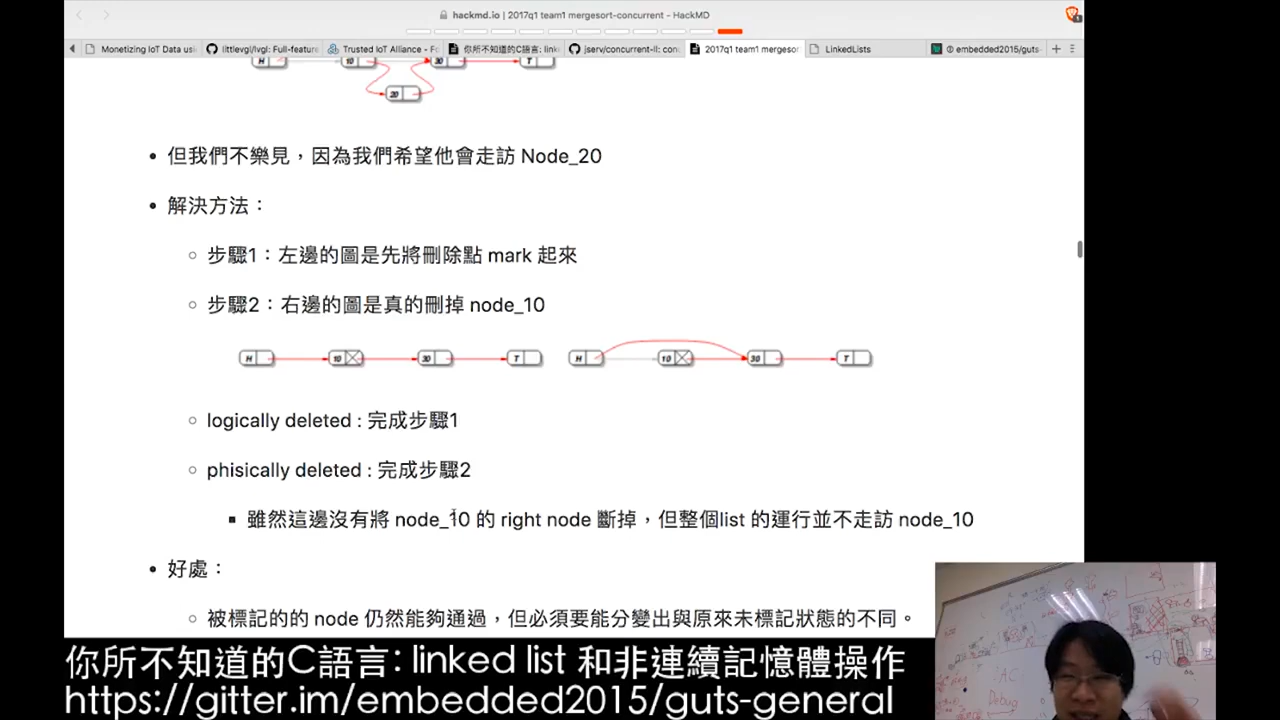 hackmd.io | 2017q1 team1 mergesort-concurrent - HackMD
Monetizing IoT Data usi
littlevgl/lvgl: Full-feature
Trusted IoT Alliance - Fo
你所不知道的C語言: link
jserv/concurrent-ll: con
2017q1 team1 mergesor
LinkedLists
embedded2015/guts-
H 10 30 T
20
但我們不樂見，因為我們希望他會走訪 Node_20
解決方法：
步驟1：左邊的圖是先將刪除點 mark 起來
步驟2：右邊的圖是真的刪掉 node_10
H 10 30 T H 10 30 T
logically deleted : 完成步驟1
phisically deleted : 完成步驟2
雖然這邊沒有將 node_10 的 right node 斷掉，但整個list 的運行並不走訪 node_10
好處：
被標記的的 node 仍然能夠通過，但必須要能分變出與原來未標記狀態的不同。
你所不知道的C語言: linked list 和非連續記憶體操作
https://gitter.im/embedded2015/guts-general